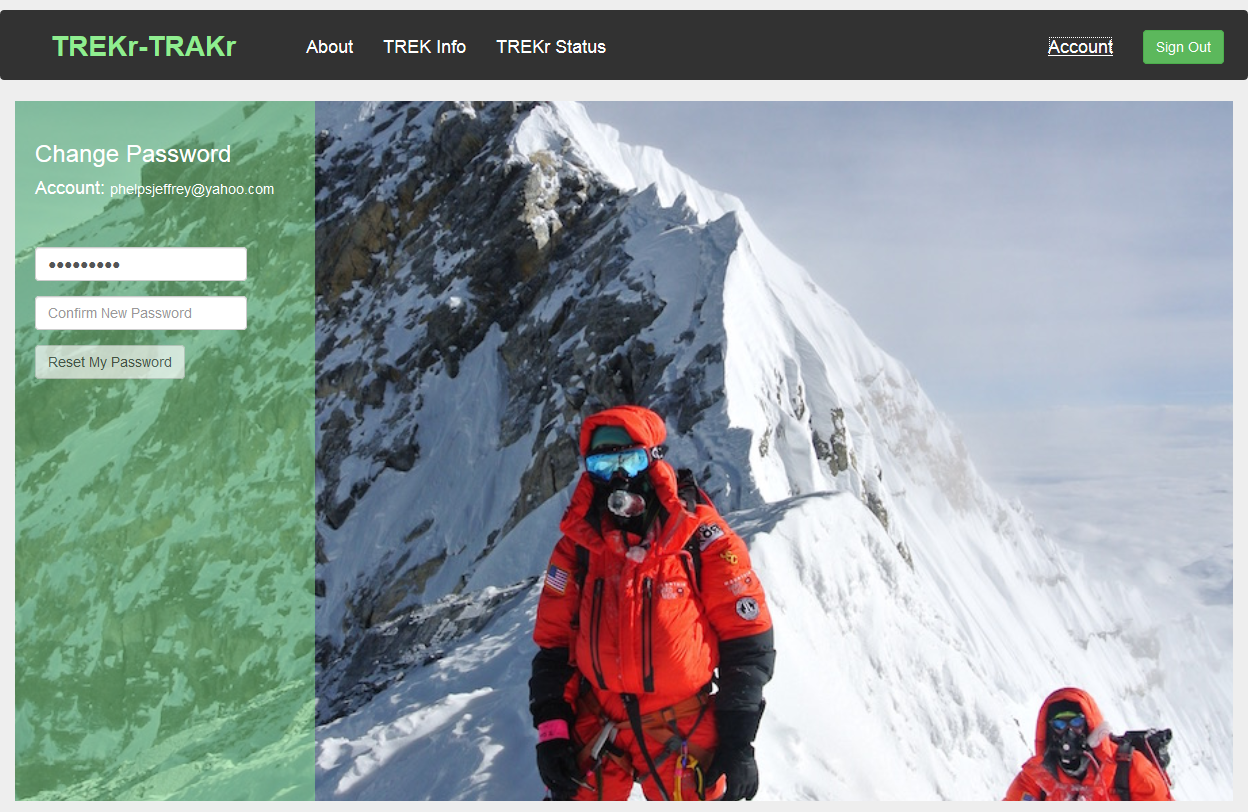 TREKr-TRAKr About TREK Info TREKr Status Account Sign Out
Change Password
Account: phelpsjeffrey@yahoo.com
●●●●●●●●●
Confirm New Password
Reset My Password